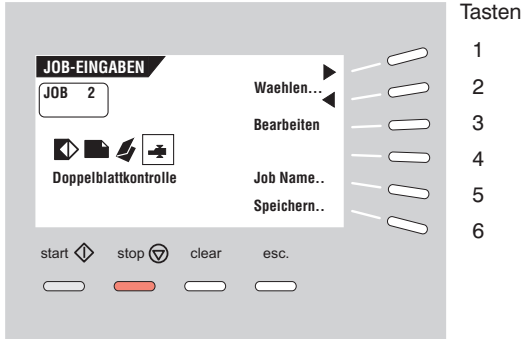 Tasten
JOB-EINGABEN
JOB 2
Waehlen...
Bearbeiten
Doppelblattkontrolle
Job Name..
Speichern..
1
2
3
4
5
6
start stop clear esc.